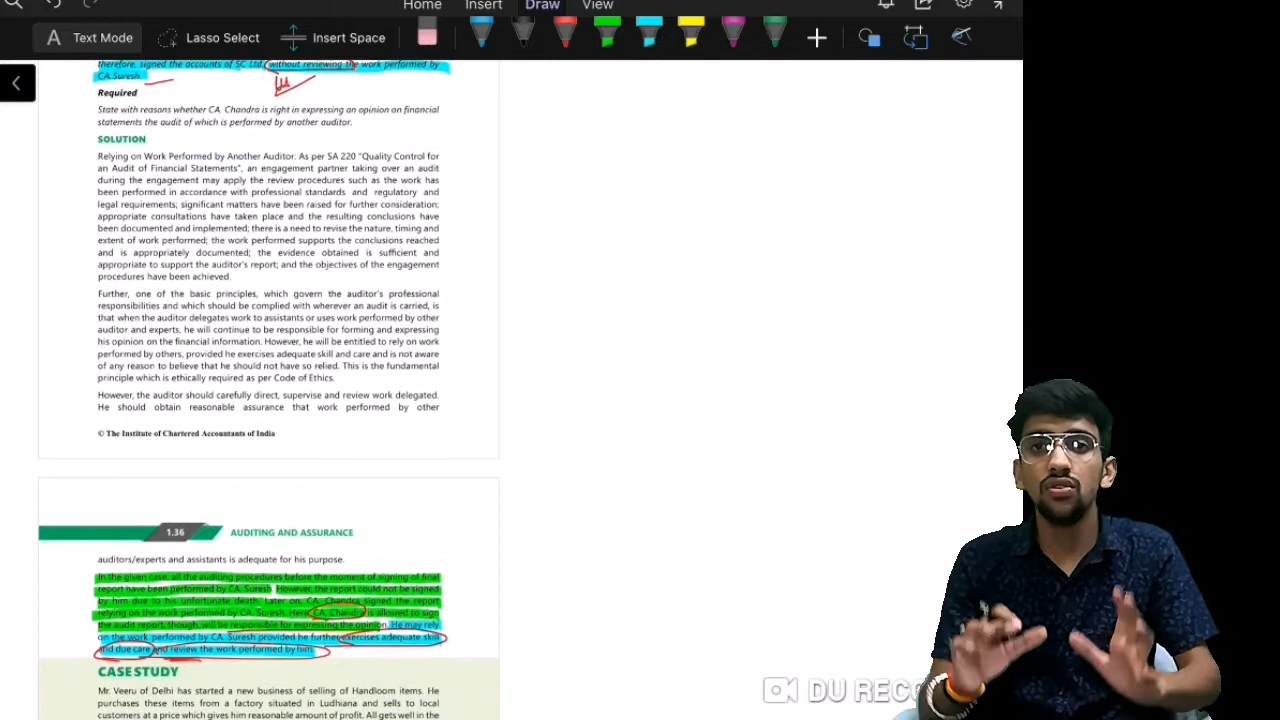 Home Insert Draw View
A Text Mode Lasso Select Insert Space
therefore, signed the accounts of SC Ltd. without reviewing the work performed by
CA Suresh.
Required
State with reasons whether CA. Chandra is right in expressing an opinion on financial
statements the audit of which is performed by another auditor.
SOLUTION
Relying on Work Performed by Another Auditor: As per SA 220 "Quality Control for
an Audit of Financial Statements", an engagement partner taking over an audit
during the engagement may apply the review procedures such as the work has
been performed in accordance with professional standards and regulatory and
legal requirements; significant matters have been raised for further consideration;
appropriate consultations have taken place and the resulting conclusions have
been documented and implemented; there is a need to revise the nature, timing and
extent of work performed; the work performed supports the conclusions reached
and is appropriately documented; the evidence obtained is sufficient and
appropriate to support the auditor's report; and the objectives of the engagement
procedures have been achieved.
Further, one of the basic principles, which govern the auditor's professional
responsibilities and which should be complied with wherever an audit is carried, is
that when the auditor delegates work to assistants or uses work performed by other
auditor and experts, he will continue to be responsible for forming and expressing
his opinion on the financial information. However, he will be entitled to rely on work
performed by others, provided he exercises adequate skill and care and is not aware
of any reason to believe that he should not have so relied. This is the fundamental
principle which is ethically required as per Code of Ethics.
However, the auditor should carefully direct, supervise and review work delegated.
He should obtain reasonable assurance that work performed by other
© The Institute of Chartered Accountants of India
1.36 AUDITING AND ASSURANCE
auditors/experts and assistants is adequate for his purpose.
In the given case, all the auditing procedures before the moment of signing of final
report have been performed by CA. Suresh. However, the report could not be signed
by him due to his unfortunate death. Later on, CA. Chandra signed the report
relying on the work performed by CA. Suresh. Here, CA. Chandra is allowed to sign
the audit report, though, will be responsible for expressing the opinion. He may rely
on the work performed by CA. Suresh provided he further exercises adequate skill
and due care and review the work performed by him.
CASE STUDY
Mr. Veeru of Delhi has started a new business of selling of Handloom items. He
purchases these items from a factory situated in Ludhiana and sells to local
customers at a price which gives him reasonable amount of profit. All gets well in the
DU REC